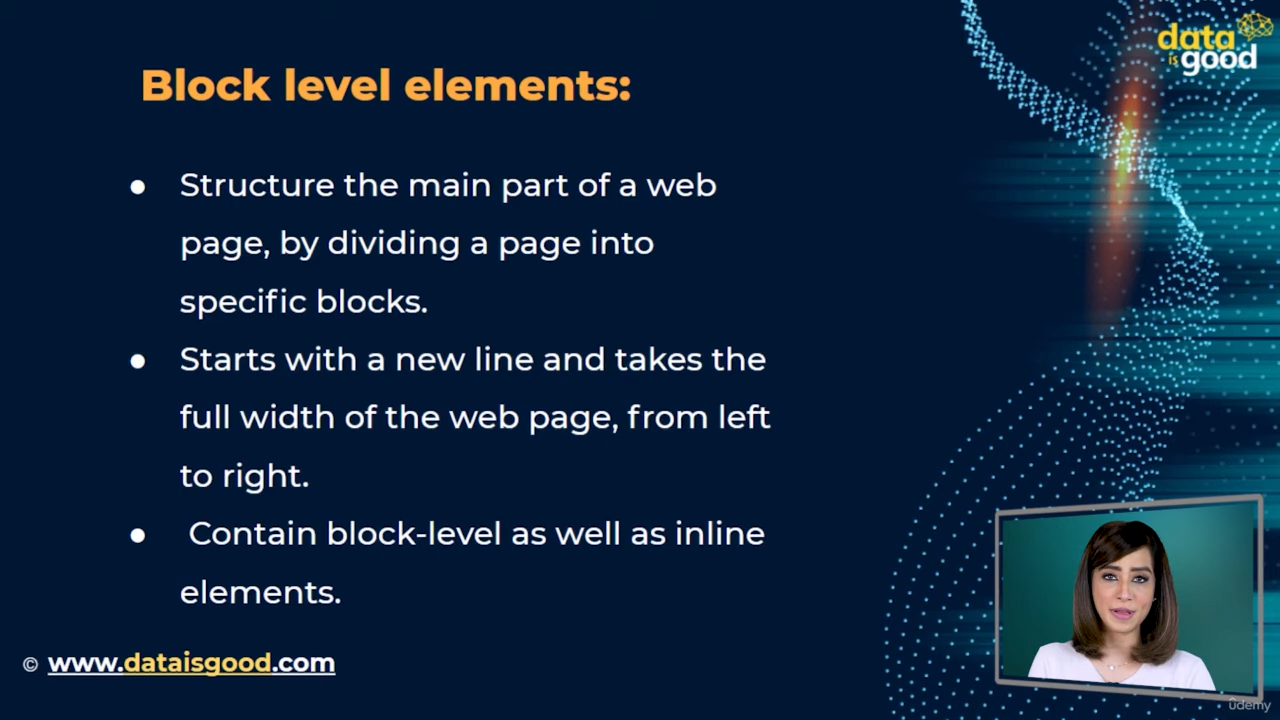 data
is good
Block level elements:
● Structure the main part of a web
page, by dividing a page into
specific blocks.
● Starts with a new line and takes the
full width of the web page, from left
to right.
● Contain block-level as well as inline
elements.
© www.dataisgood.com
ûdemy